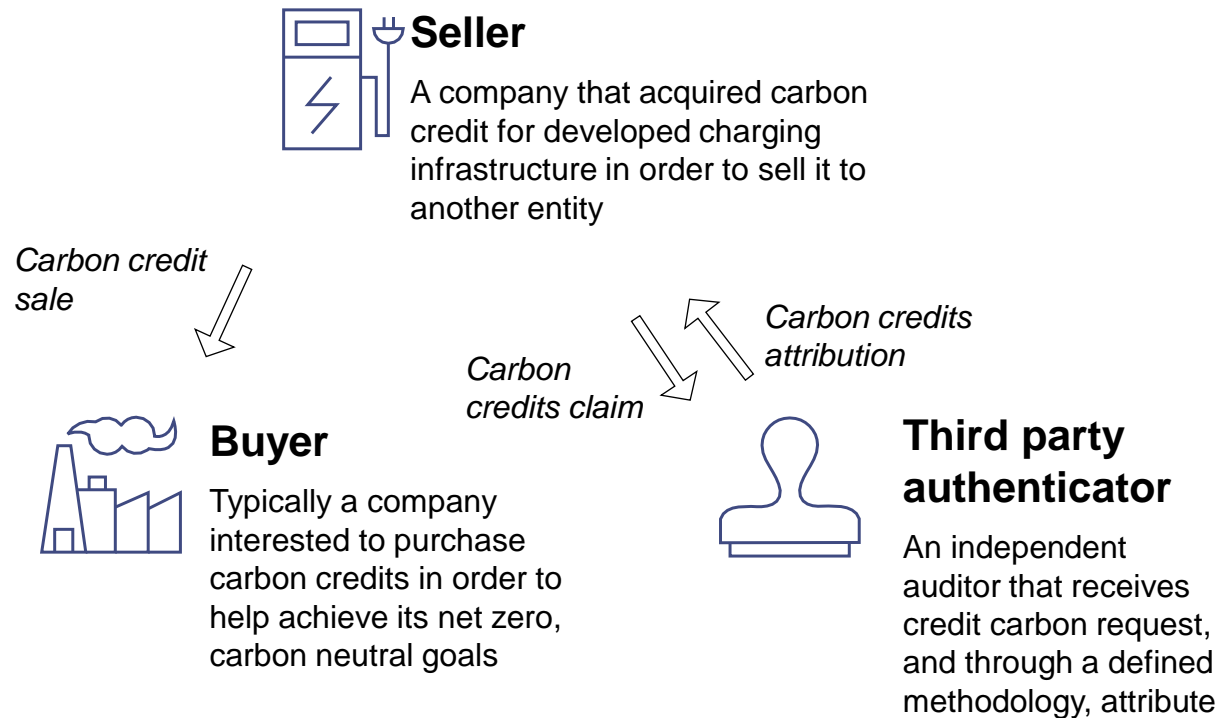 Seller
A company that acquired carbon
credit for developed charging
infrastructure in order to sell it to
another entity
Carbon credit
sale
Carbon credits
attribution
Carbon
credits claim
Buyer
Typically a company
interested to purchase
carbon credits in order to
help achieve its net zero,
carbon neutral goals
Third party
authenticator
An independent
auditor that receives
credit carbon request,
and through a defined
methodology, attribute